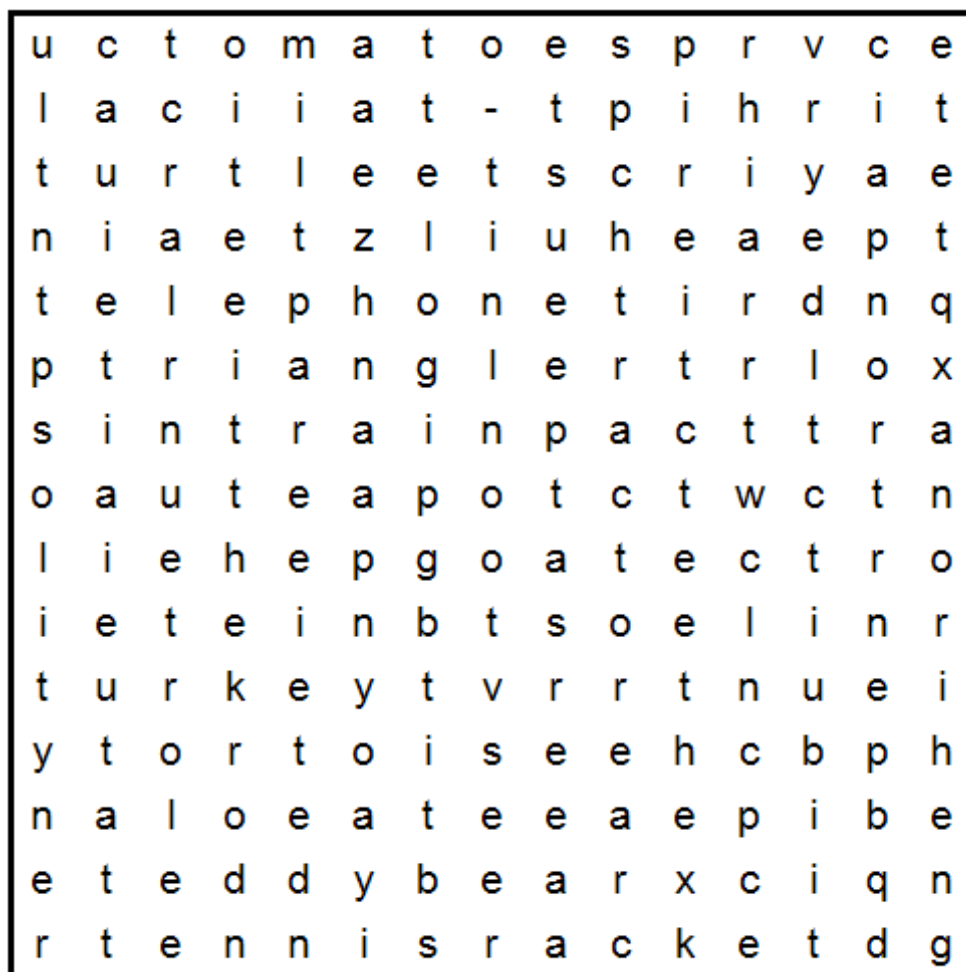 u c t o m a t o e s p r v c e
l a c i i a t - t p i h r i t
t u r t l e e t s c r i y a e
n i a e t z l i u h e a e p t
t e l e p h o n e t i r d n q
p t r i a n g l e r t r l o x
s i n t r a i n p a c t t r a
o a u t e a p o t c t w c t n
l i e h e p g o a t e c t r o
i e t e i n b t s o e l i n r
t u r k e y t v r r t n u e i
y t o r t o i s e e h c b p h
n a l o e a t e e a e p i b e
e t e d d y b e a r x c i q n
r t e n n i s r a c k e t d g